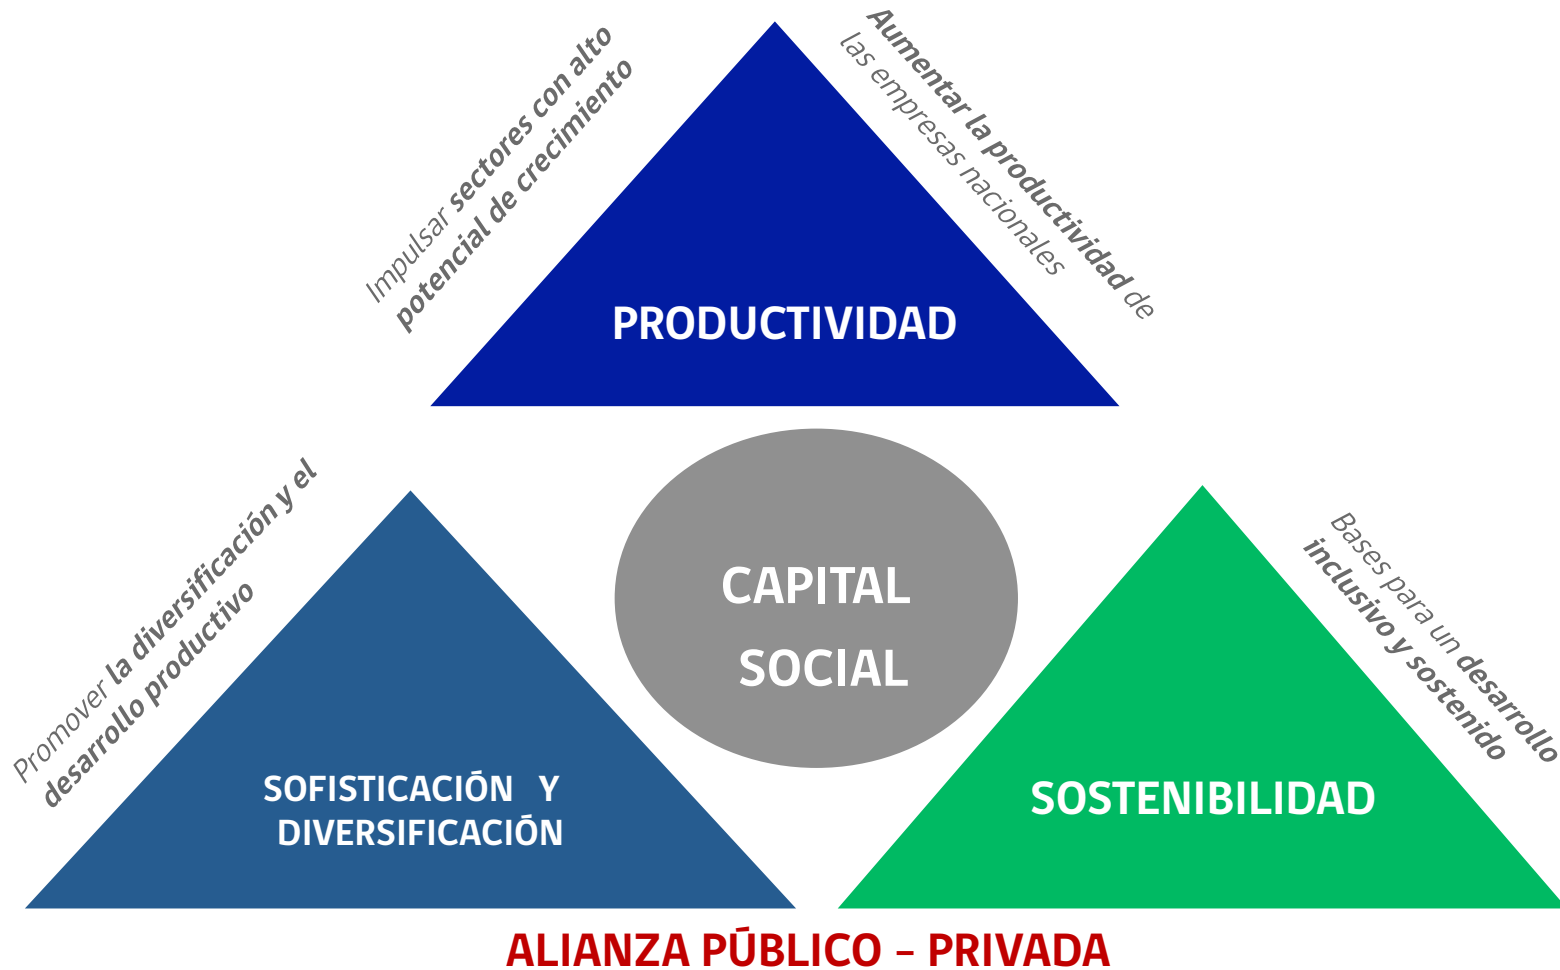 Impulsar sectores con alto
potencial de crecimiento
Aumentar la productividad de
las empresas nacionales
PRODUCTIVIDAD
CAPITAL
SOCIAL
Promover la diversificación y el
desarrollo productivo
SOFISTICACIÓN Y
DIVERSIFICACIÓN
Bases para un desarrollo
inclusivo y sostenido
SOSTENIBILIDAD
ALIANZA PÚBLICO – PRIVADA